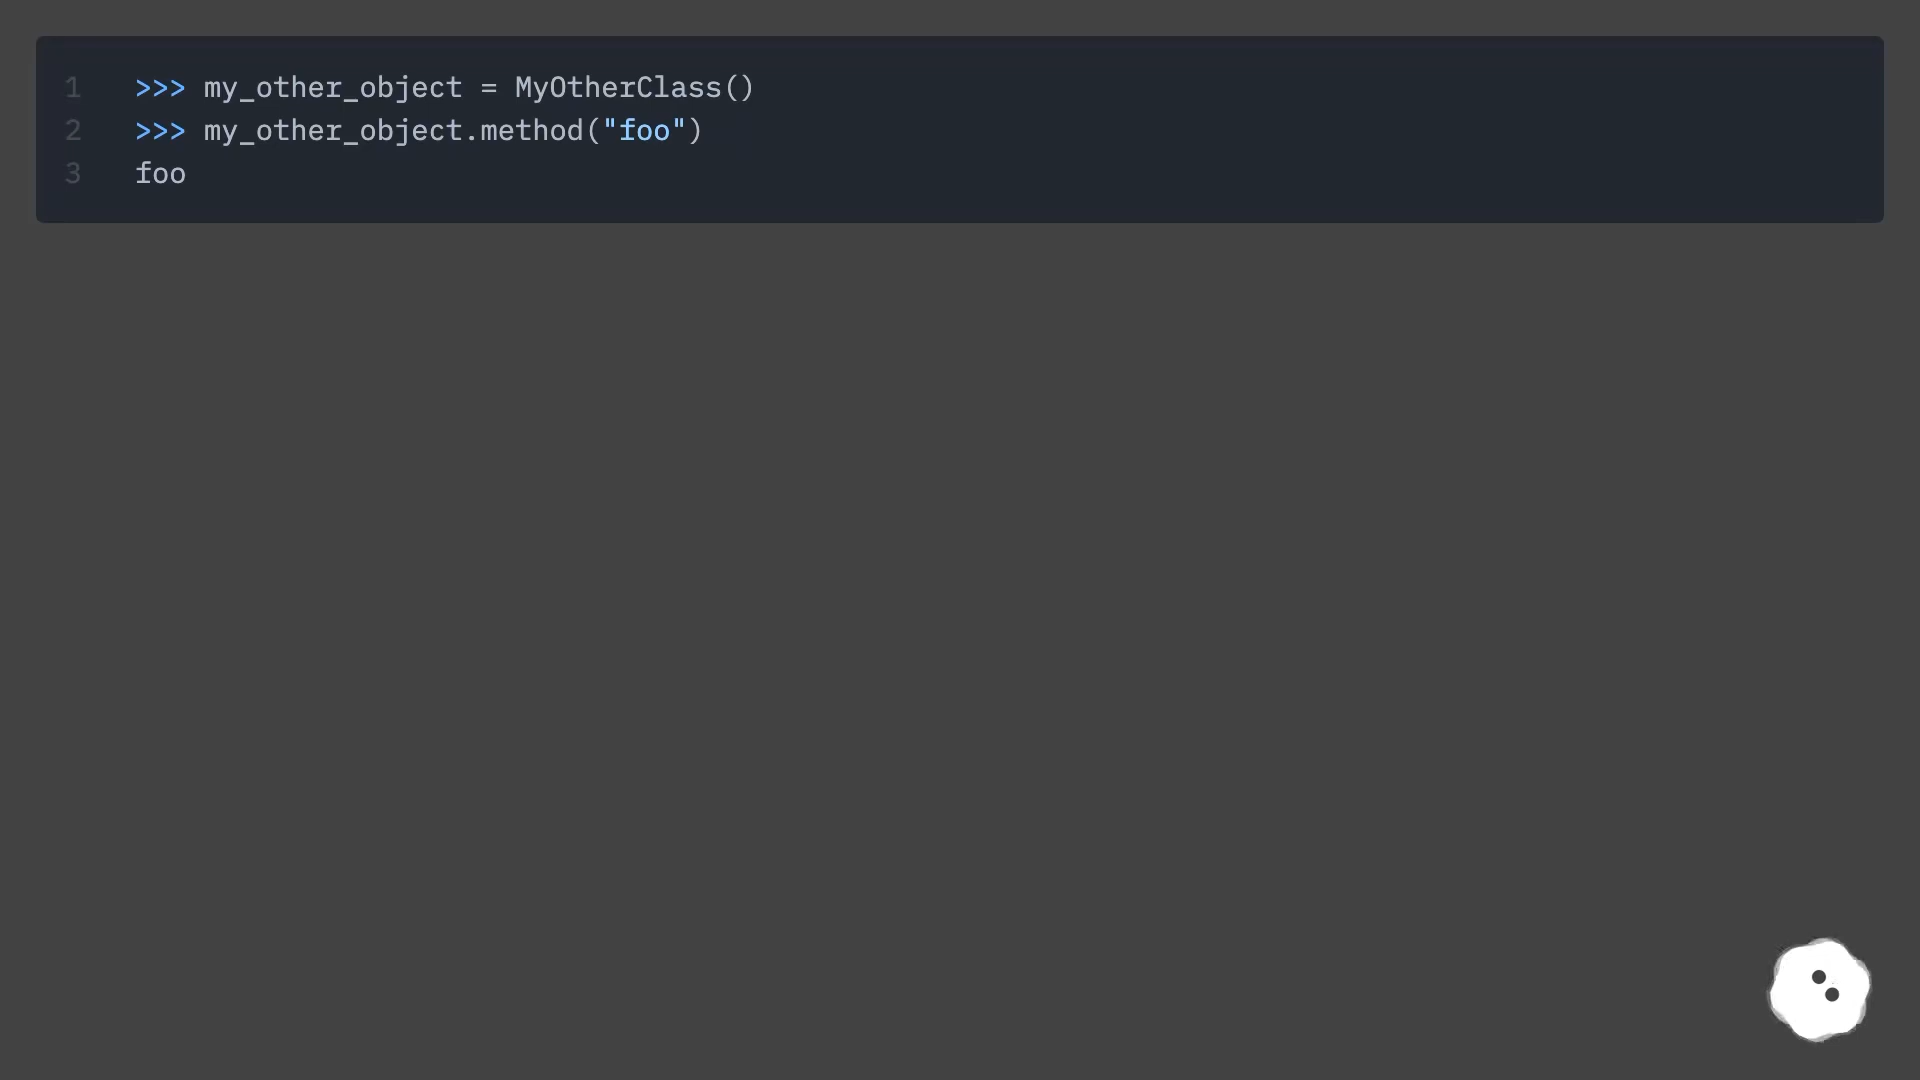 1 >>> my_other_object = MyOtherClass()
2 >>> my_other_object.method("foo")
3 foo